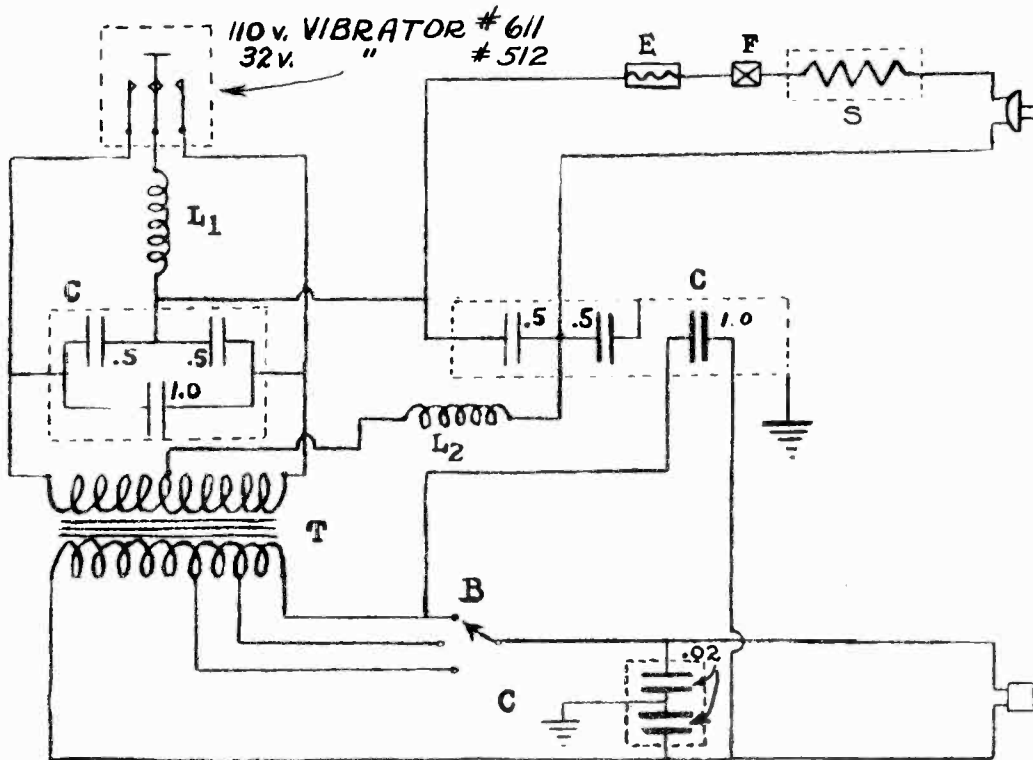 110 v. VIBRATOR #611
32 v. " #512
E F
S
L1
C
.5 .5
1.0
C
.5 .5 1.0
L2
T
B
.02
C